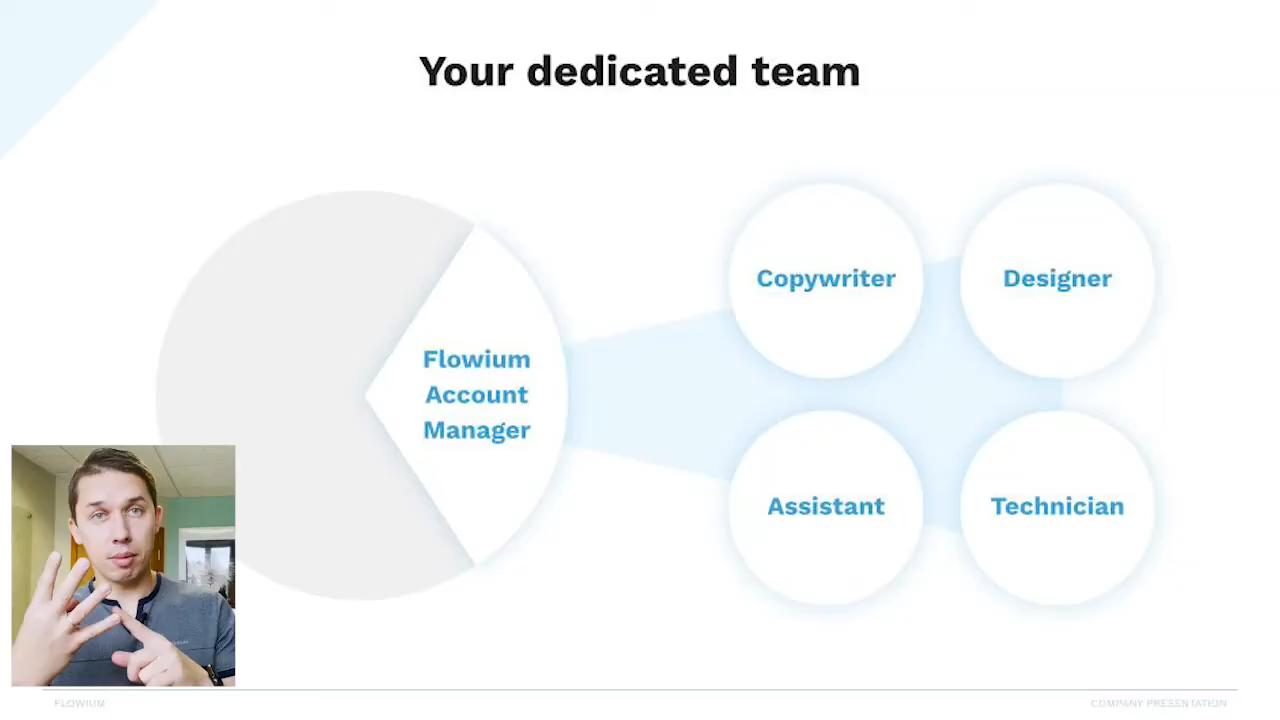 Your dedicated team
Flowium
Account
Manager
Copywriter
Designer
Assistant
Technician
FLOWIUM
COMPANY PRESENTATION